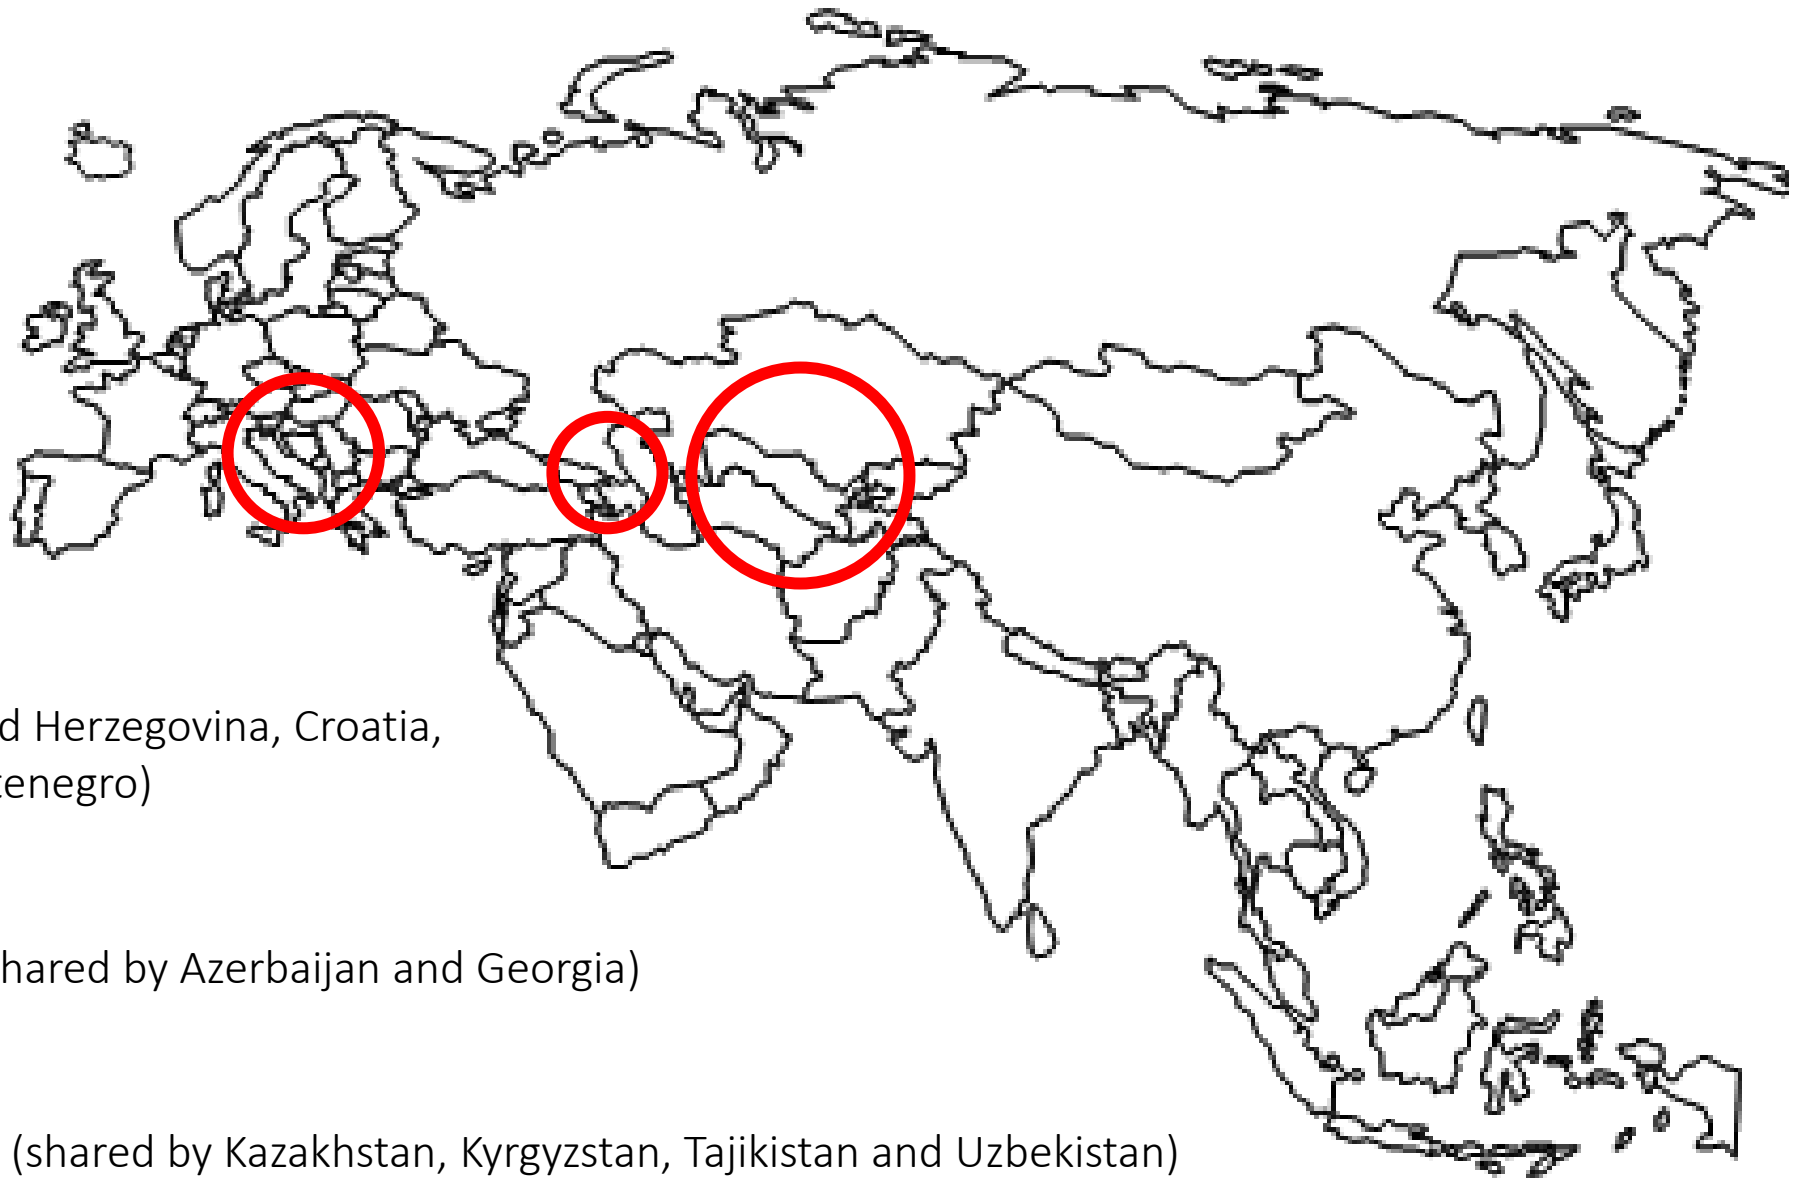 d Herzegovina, Croatia,
enegro)
hared by Azerbaijan and Georgia)
(shared by Kazakhstan, Kyrgyzstan, Tajikistan and Uzbekistan)